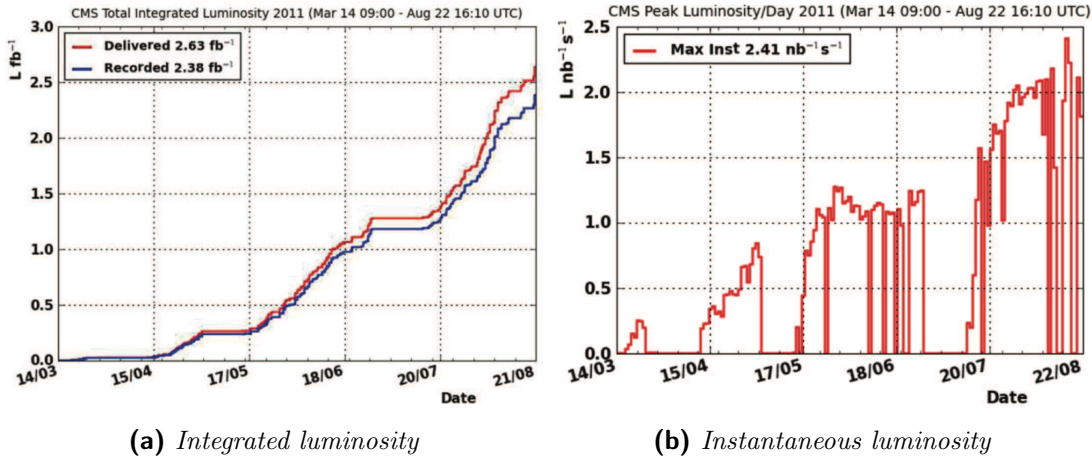 CMS Total Integrated Luminosity 2011 (Mar 14 09:00 - Aug 22 16:10 UTC)
L fb⁻¹
Delivered 2.63 fb⁻¹
Recorded 2.38 fb⁻¹
3.0
2.5
2.0
1.5
1.0
0.5
0.0
14/03
15/04
17/05
18/06
20/07
21/08
Date
(a) Integrated luminosity
CMS Peak Luminosity/Day 2011 (Mar 14 09:00 - Aug 22 16:10 UTC)
L nb⁻¹s⁻¹
Max Inst 2.41 nb⁻¹s⁻¹
2.5
2.0
1.5
1.0
0.5
0.0
14/03
15/04
17/05
18/06
20/07
22/08
Date
(b) Instantaneous luminosity